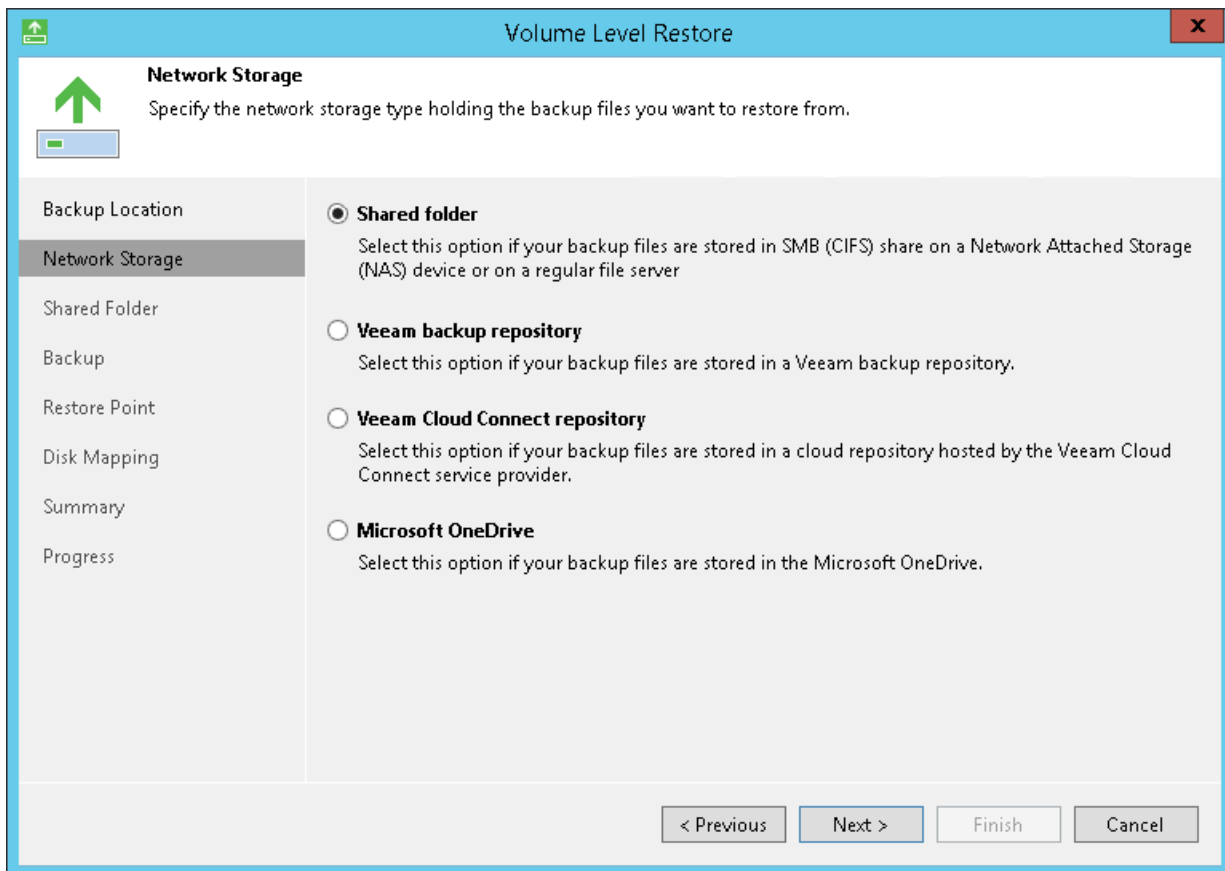 Volume Level Restore
x
Network Storage
Specify the network storage type holding the backup files you want to restore from.
Backup Location
Network Storage
Shared Folder
Backup
Restore Point
Disk Mapping
Summary
Progress
Shared folder
Select this option if your backup files are stored in SMB (CIFS) share on a Network Attached Storage
(NAS) device or on a regular file server
Veeam backup repository
Select this option if your backup files are stored in a Veeam backup repository.
Veeam Cloud Connect repository
Select this option if your backup files are stored in a cloud repository hosted by the Veeam Cloud
Connect service provider.
Microsoft OneDrive
Select this option if your backup files are stored in the Microsoft OneDrive.
< Previous
Next >
Finish
Cancel